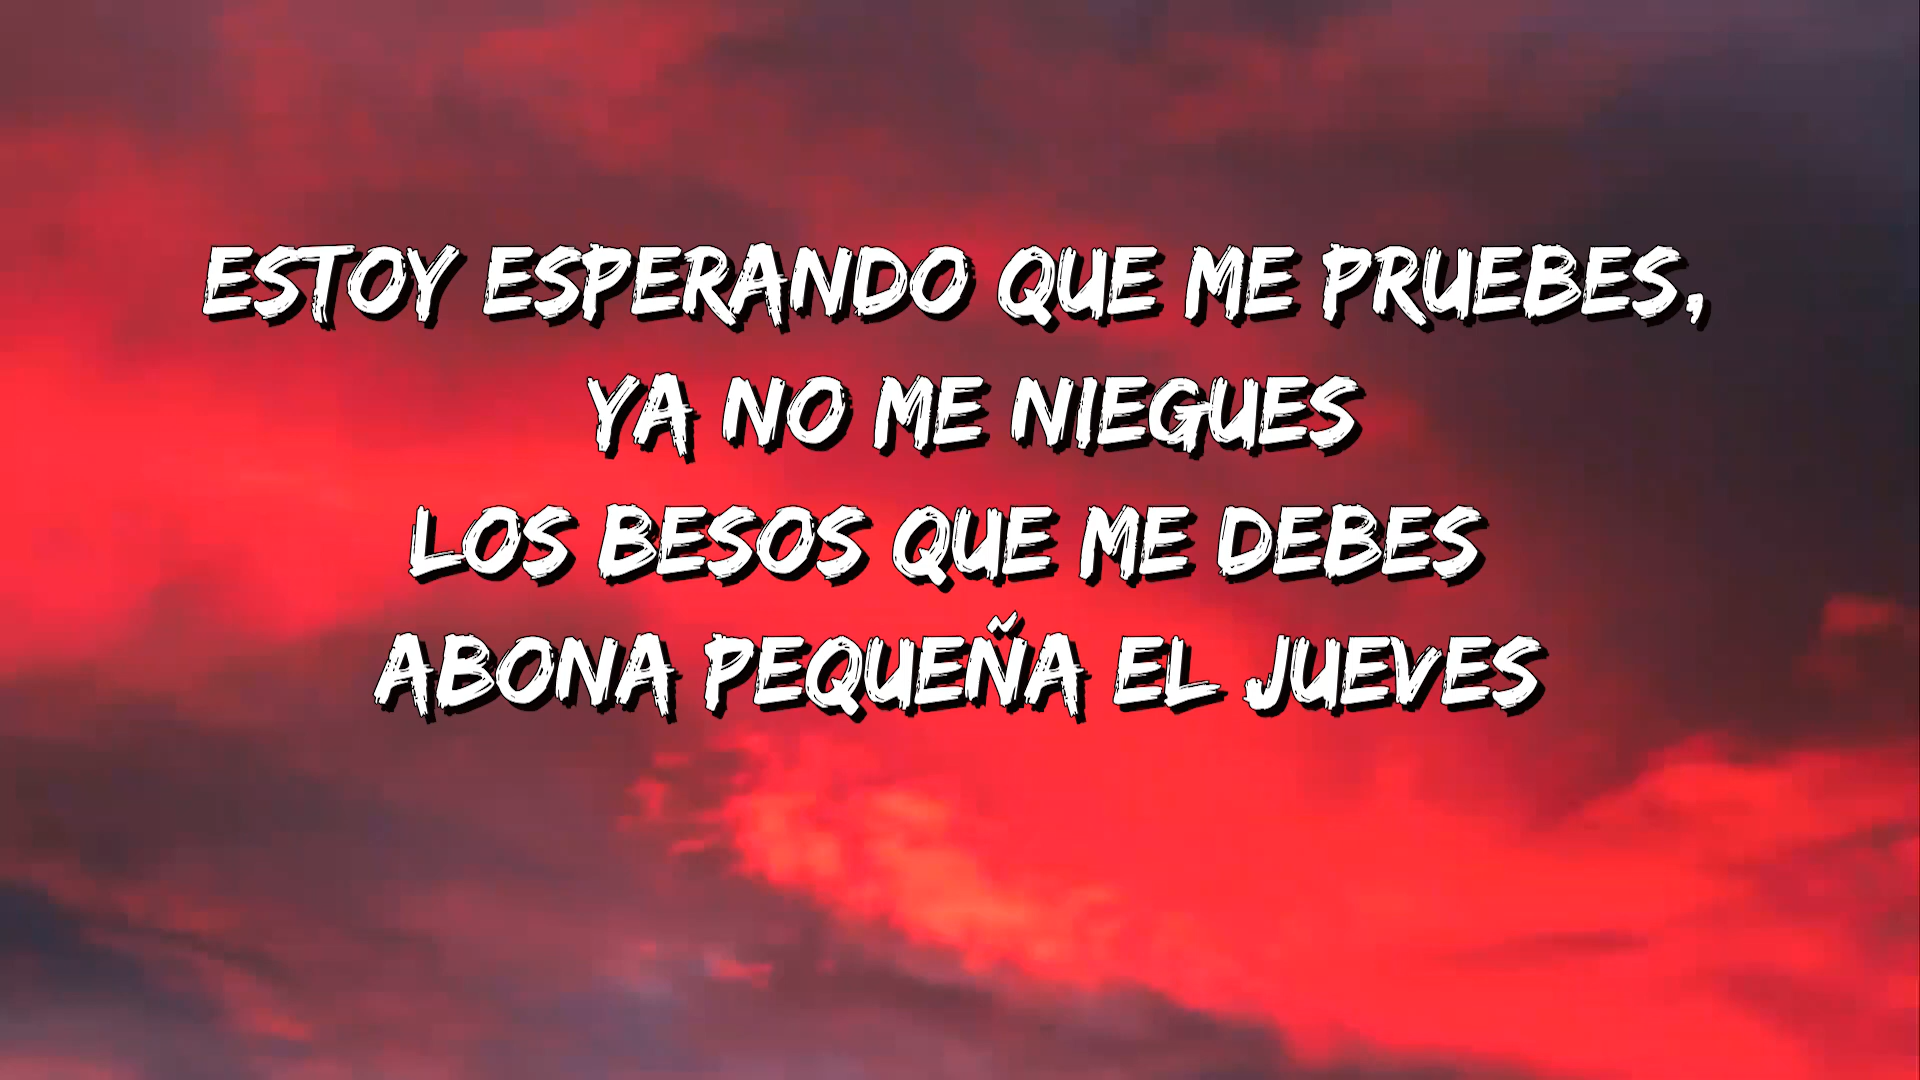 ESTOY ESPERANDO QUE ME PRUEBES,
YA NO ME NIEGUES
LOS BESOS QUE ME DEBES
ABONA PEQUEÑA EL JUEVES